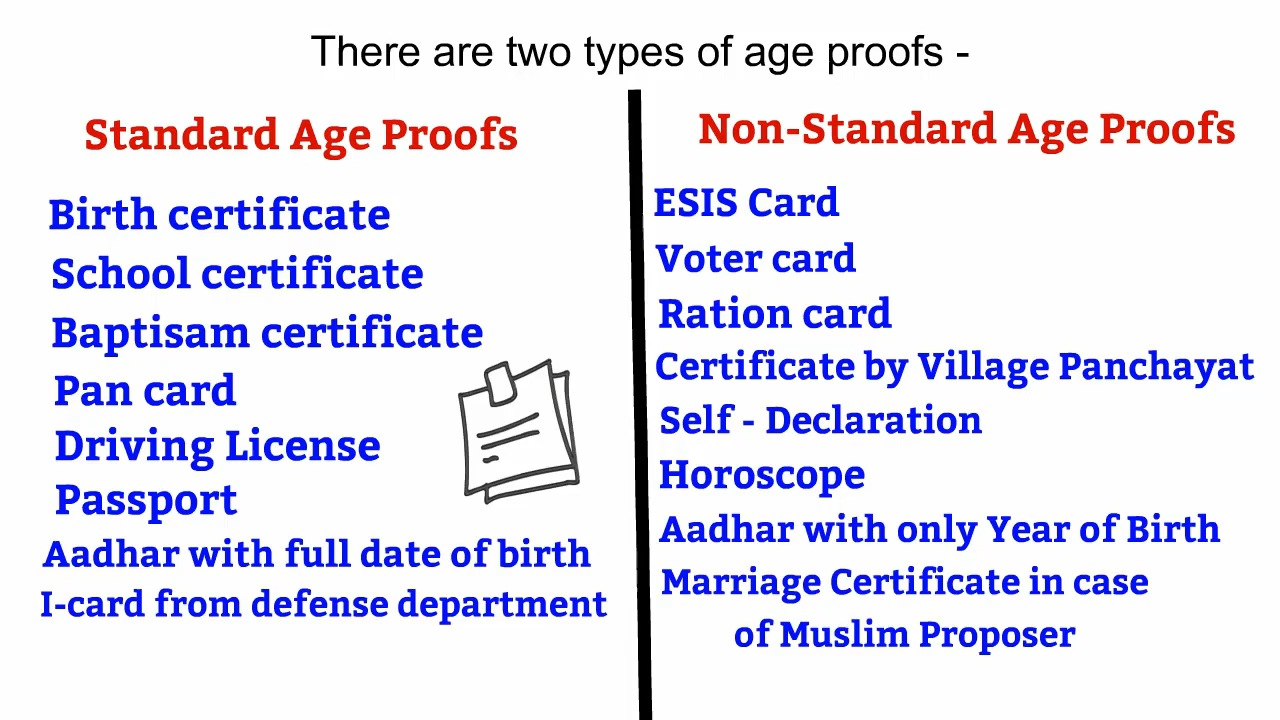 There are two types of age proofs -
Standard Age Proofs
Birth certificate
School certificate
Baptisam certificate
Pan card
Driving License
Passport
Aadhar with full date of birth
I-card from defense department
Non-Standard Age Proofs
ESIS Card
Voter card
Ration card
Certificate by Village Panchayat
Self - Declaration
Horoscope
Aadhar with only Year of Birth
Marriage Certificate in case
of Muslim Proposer